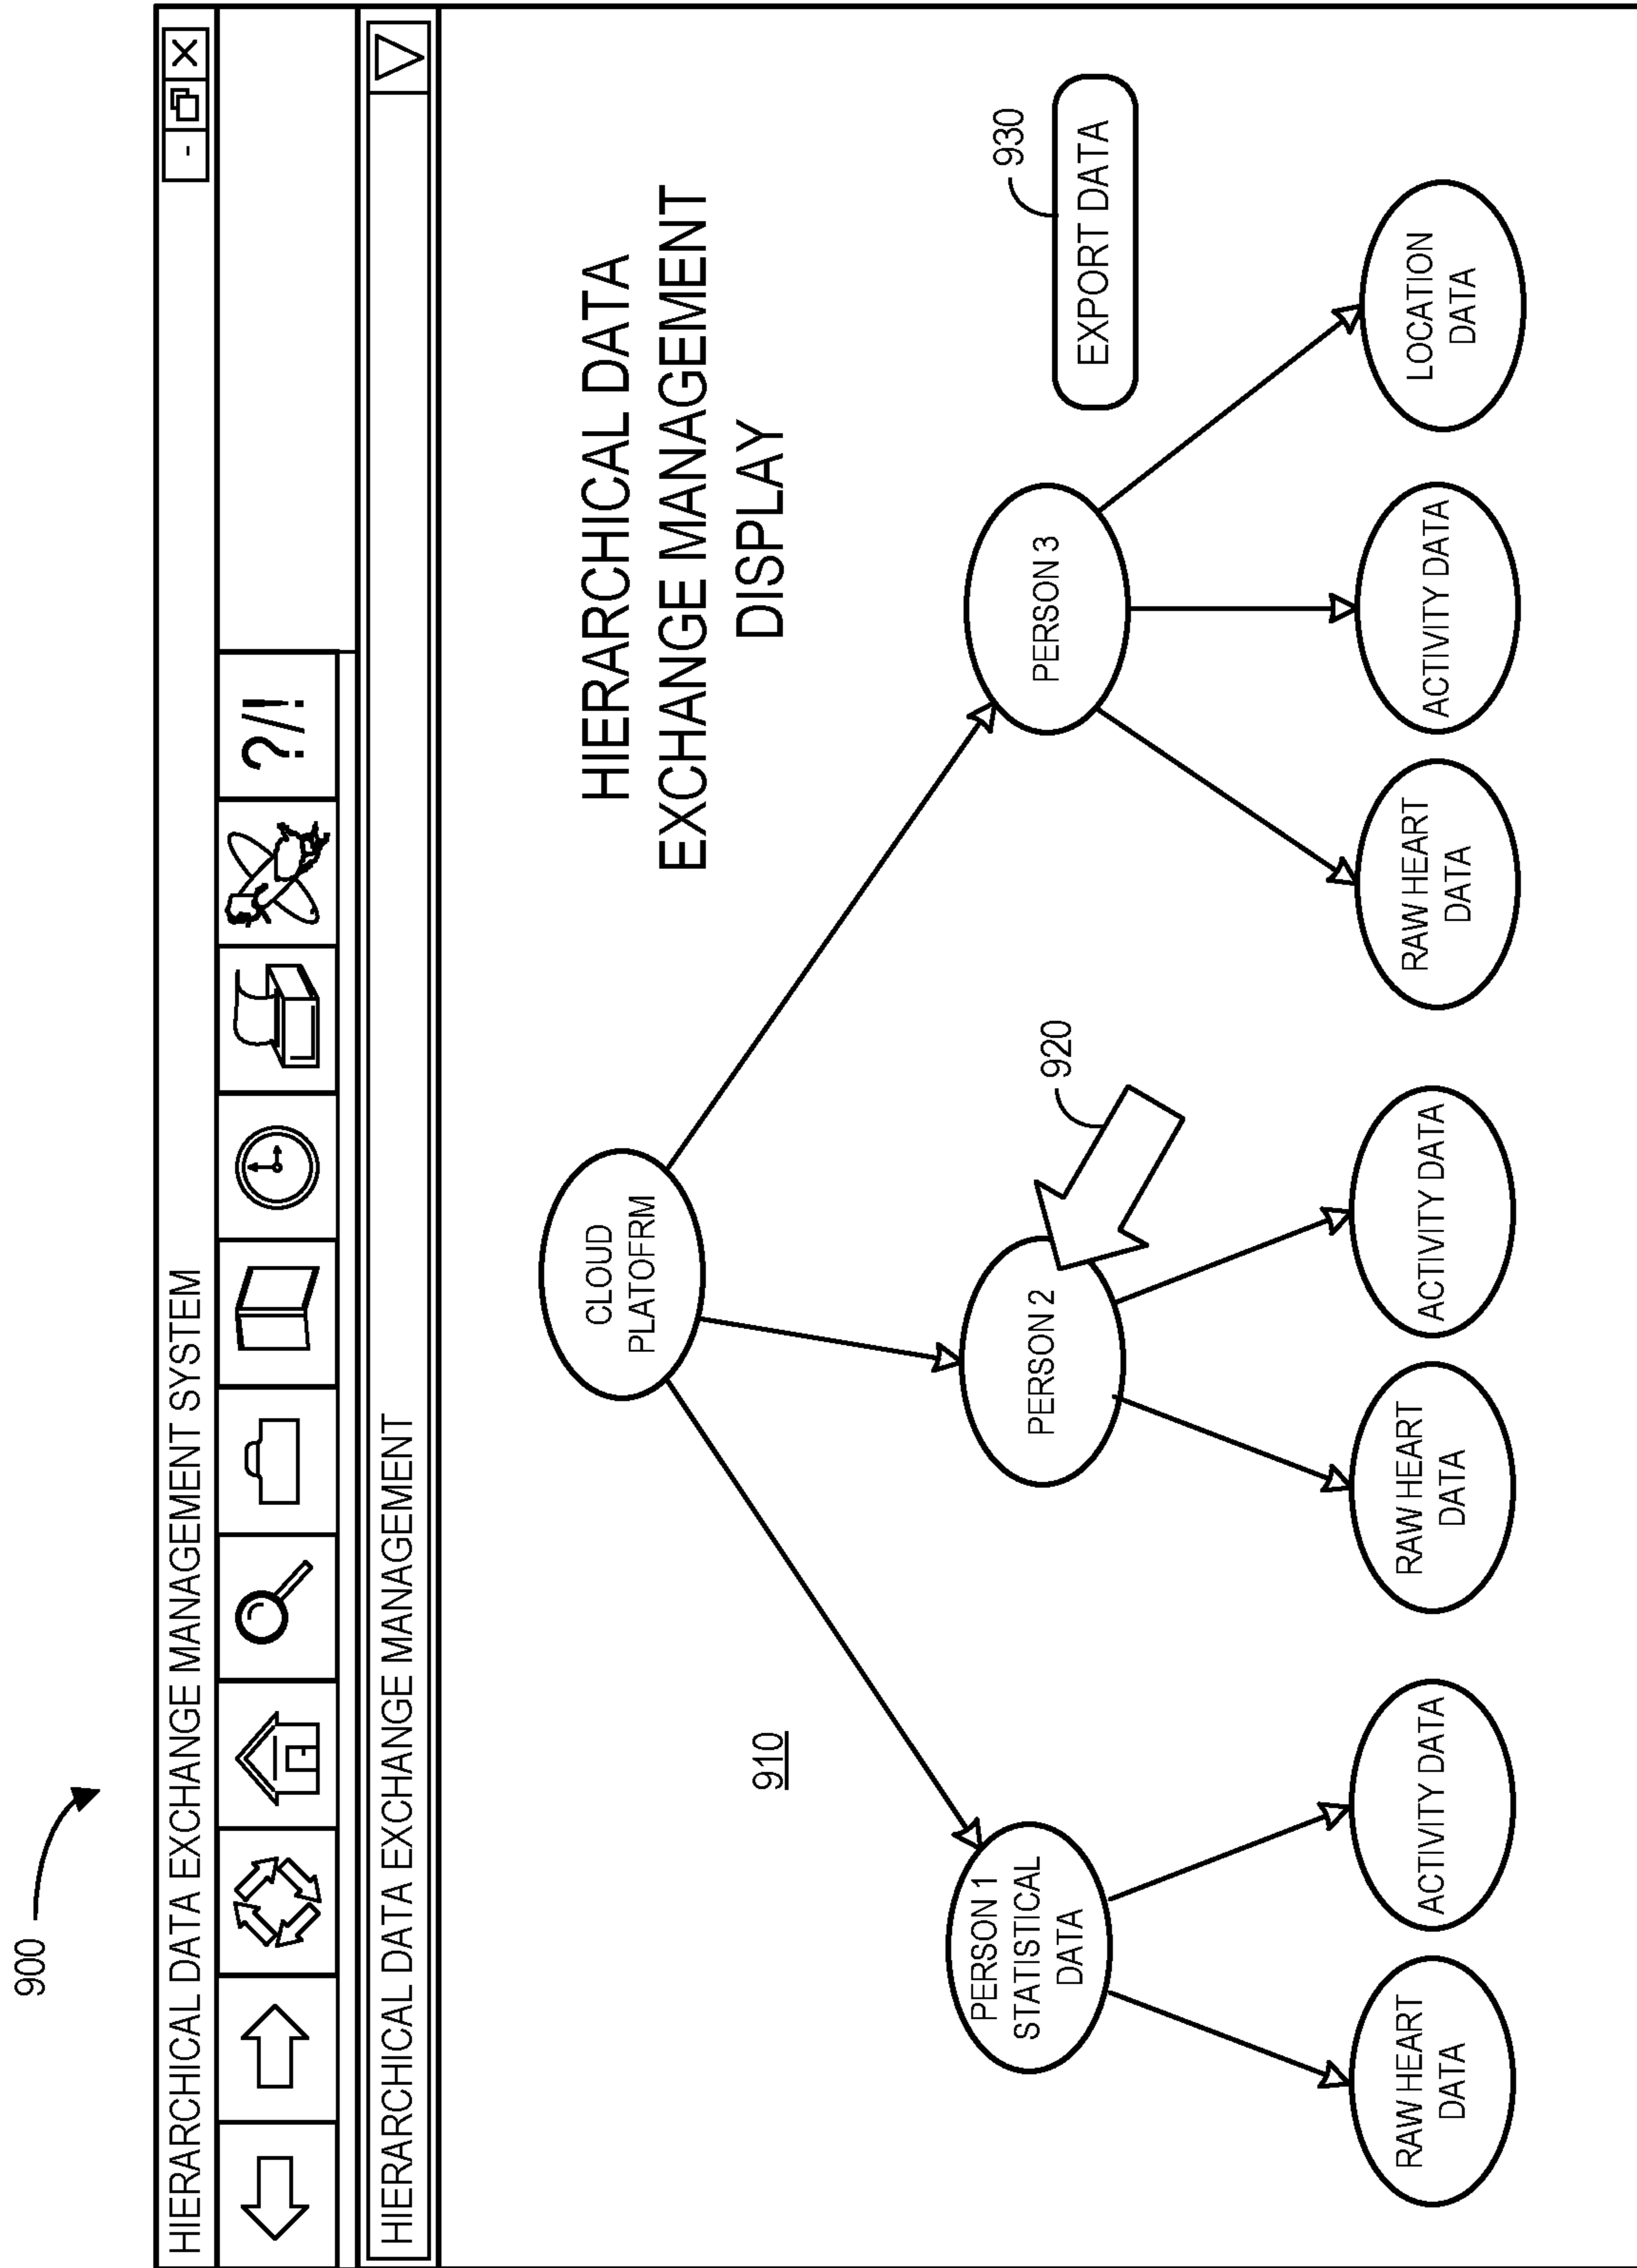 900
HIERARCHICAL DATA EXCHANGE MANAGEMENT SYSTEM
- X
?/!
HIERARCHICAL DATA EXCHANGE MANAGEMENT
HIERARCHICAL DATA
EXCHANGE MANAGEMENT
DISPLAY
CLOUD
PLATOFRM
910
PERSON 1
STATISTICAL
DATA
PERSON 2
920
PERSON 3
930
EXPORT DATA
RAW HEART
DATA
ACTIVITY DATA
RAW HEART
DATA
ACTIVITY DATA
RAW HEART
DATA
ACTIVITY DATA
LOCATION
DATA